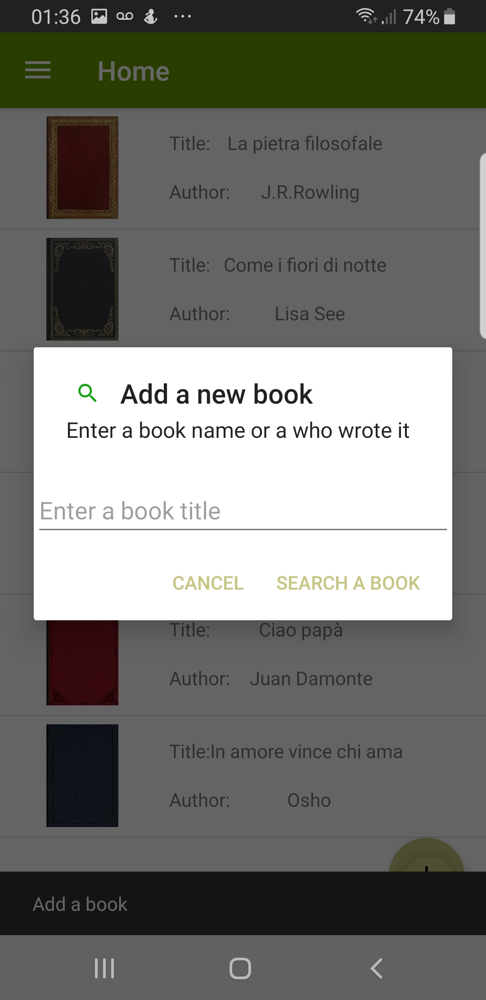 01:36 74%
Home
Title: La pietra filosofale
Author: J.R.Rowling
Title: Come i fiori di notte
Author: Lisa See
Add a new book
Enter a book name or a who wrote it
Enter a book title
CANCEL SEARCH A BOOK
Title: Ciao papà
Author: Juan Damonte
Title:In amore vince chi ama
Author: Osho
Add a book